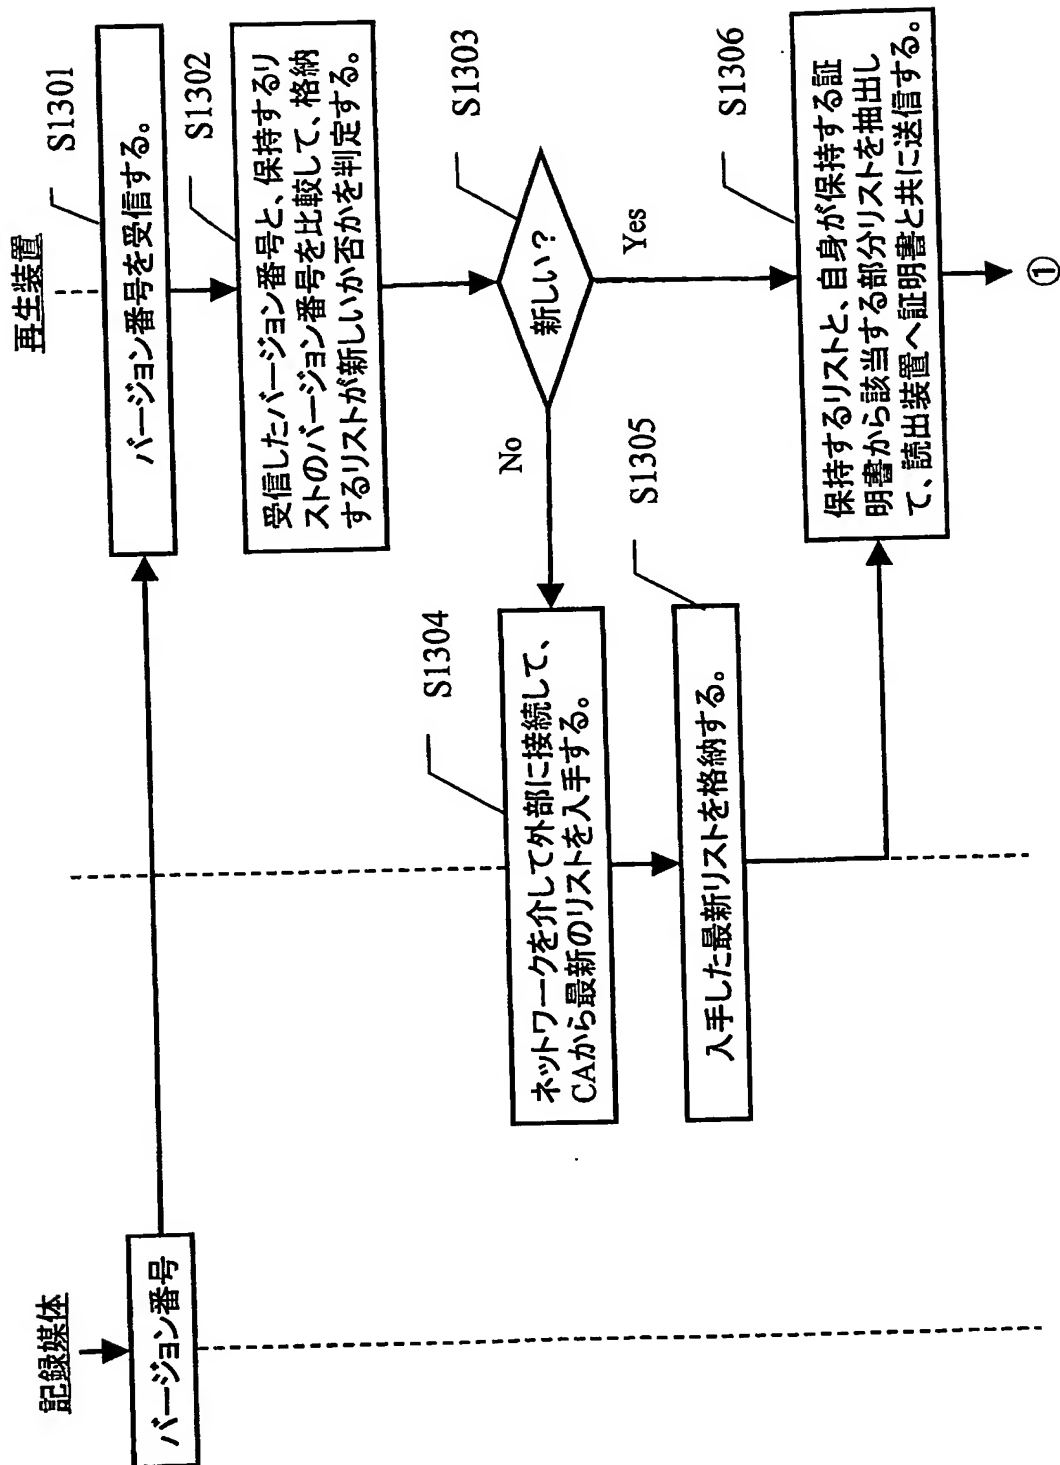 記録媒体
再生装置
バージョン番号
バージョン番号を受信する。
S1301
受信したバージョン番号と、保持するリ
ストのバージョン番号を比較して、格納
するリストが新しいか否かを判定する。
S1302
新しい?
S1303
No
Yes
ネットワークを介して外部に接続して、
CAから最新のリストを入手する。
S1304
入手した最新リストを格納する。
S1305
保持するリストと、自身が保持する証
明書から該当する部分リストを抽出し
て、読出装置へ証明書と共に送信する。
S1306
①